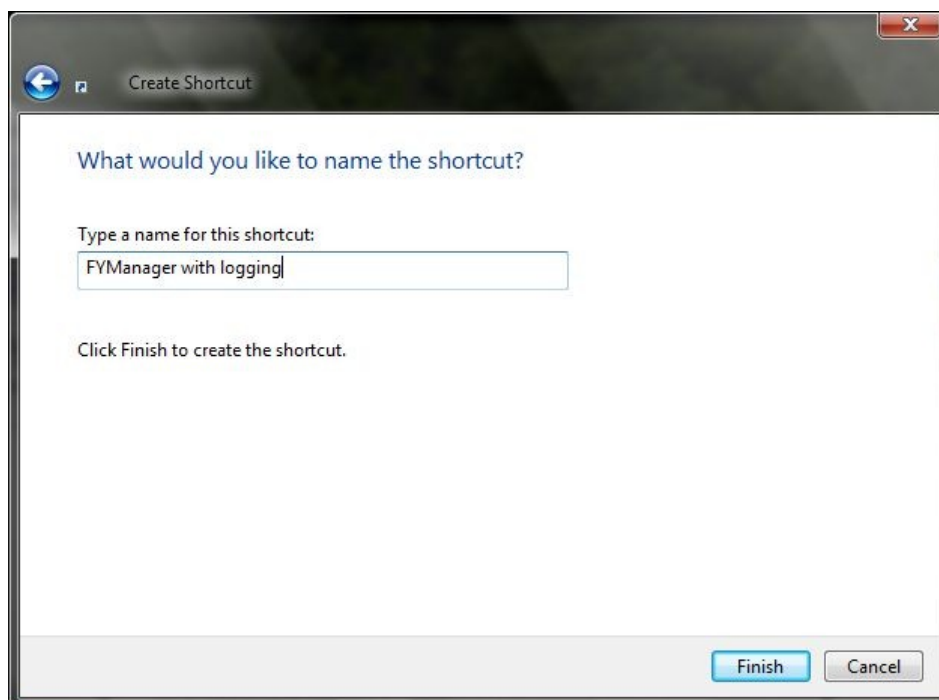 Create Shortcut
What would you like to name the shortcut?
Type a name for this shortcut:
FYManager with logging
Click Finish to create the shortcut.
Finish
Cancel